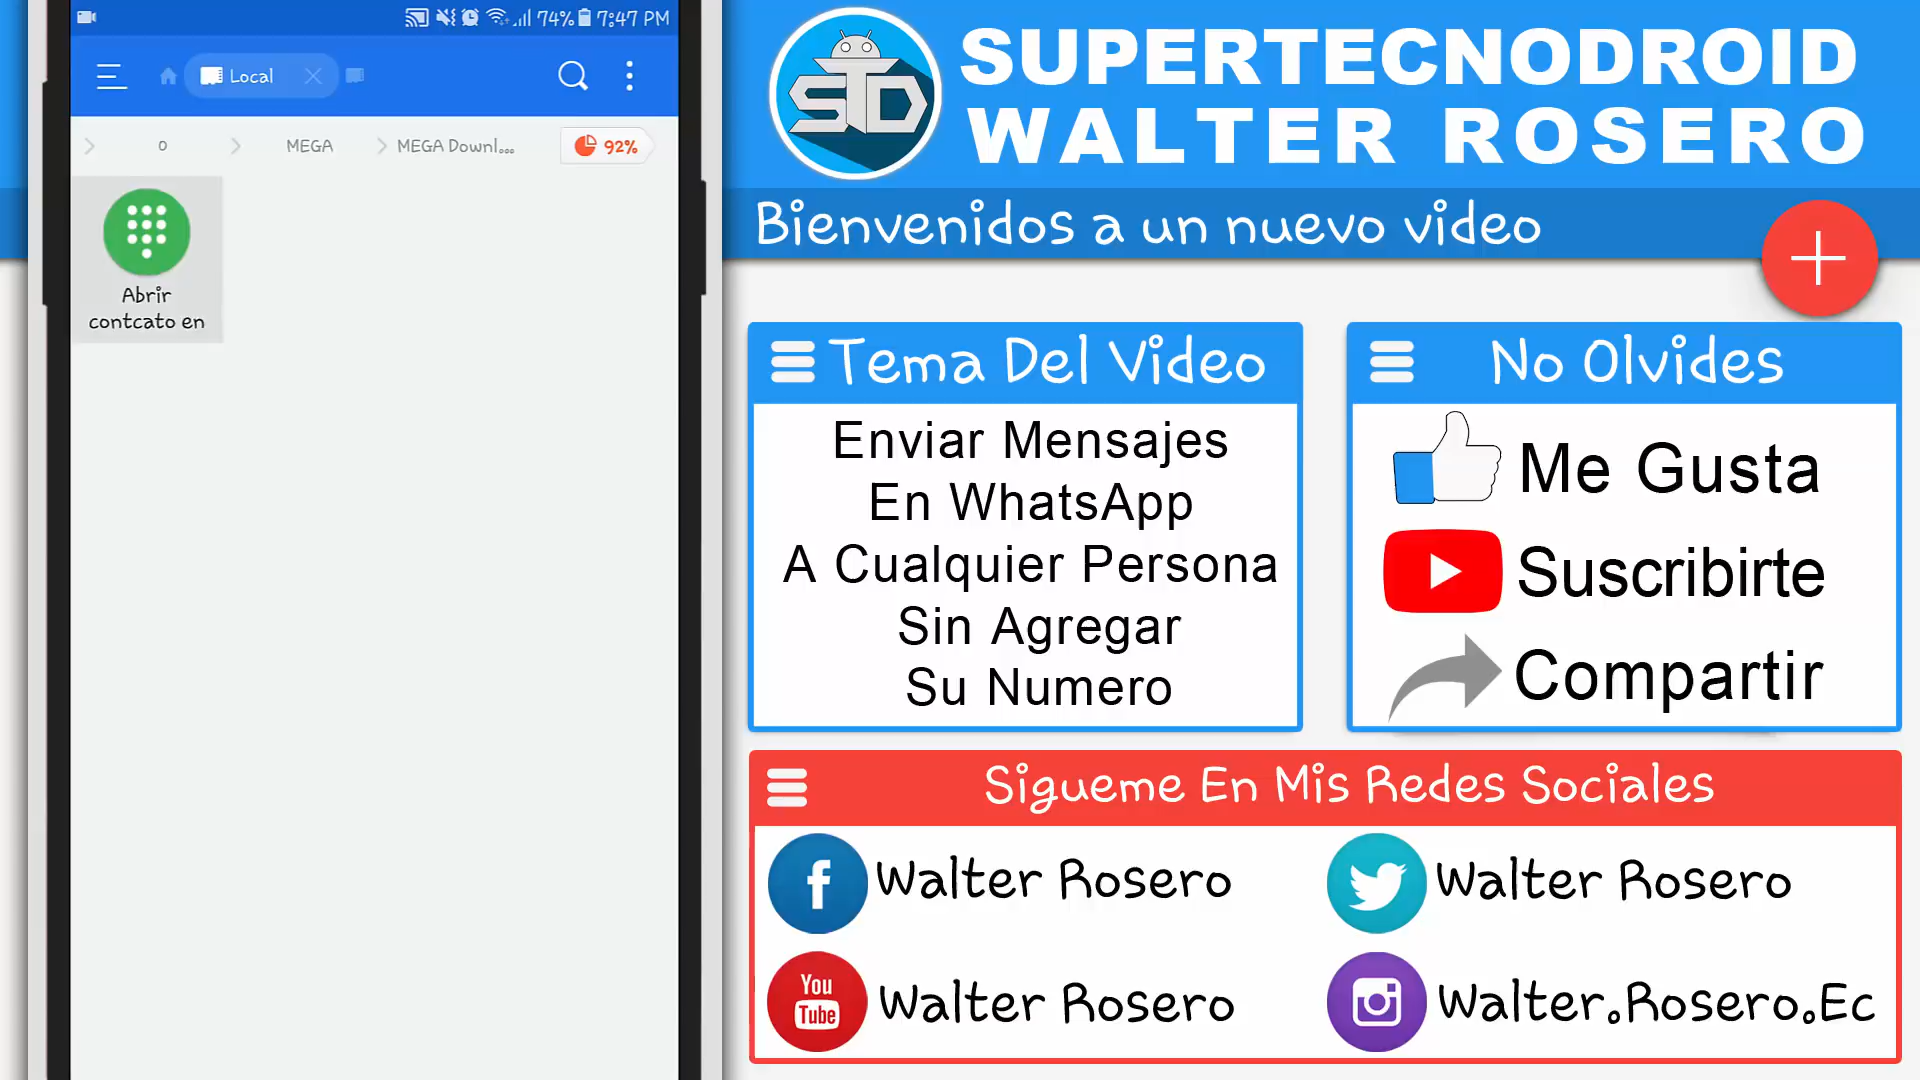 74% 7:47 PM
Local
0 MEGA MEGA Downl... 92%
Abrir
contcato en
STD
SUPERTECNODROID
WALTER ROSERO
Bienvenidos a un nuevo video
Tema Del Video
Enviar Mensajes
En WhatsApp
A Cualquier Persona
Sin Agregar
Su Numero
No Olvides
Me Gusta
Suscribirte
Compartir
Sigueme En Mis Redes Sociales
f Walter Rosero
Walter Rosero
You Tube Walter Rosero
Walter.Rosero.Ec